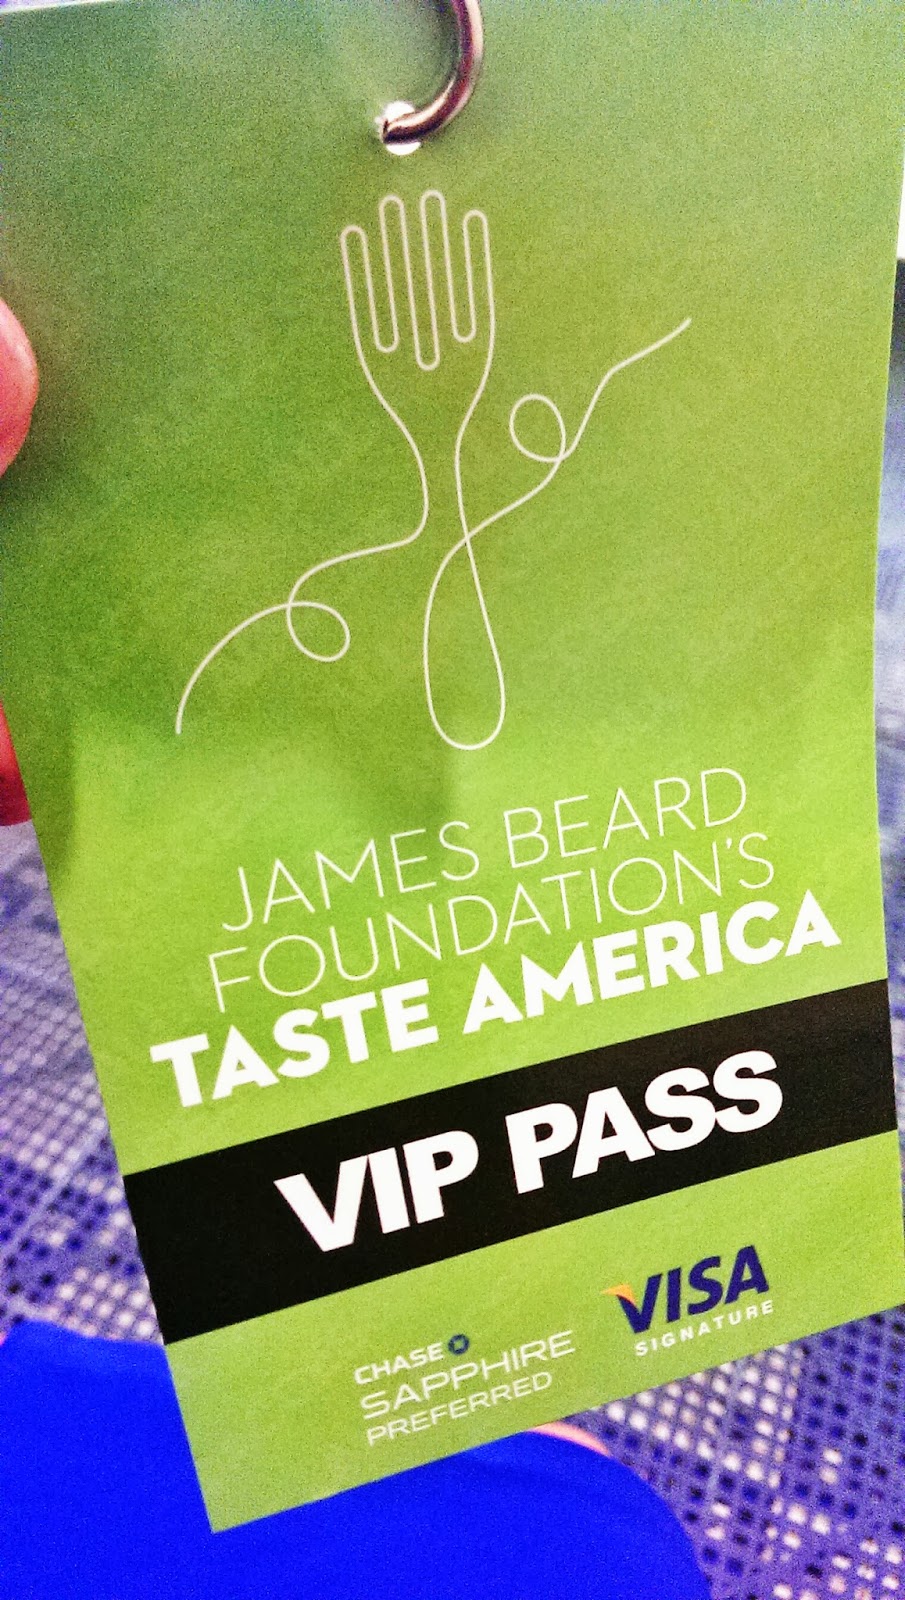 JAMES BEARD
FOUNDATION'S
TASTE AMERICA
VIP PASS
CHASE
SAPPHIRE
PREFERRED
VISA
SIGNATURE